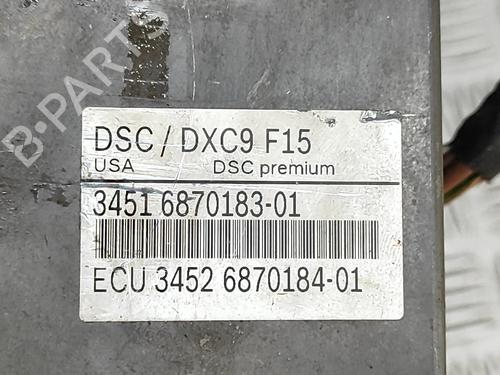 B-PARTS
DSC / DXC9 F15
USA DSC premium
3451 6870183-01
ECU 3452 6870184-01